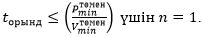 t_орынд ≤ (P_min^төмен / V_min^төмен) үшін n = 1.